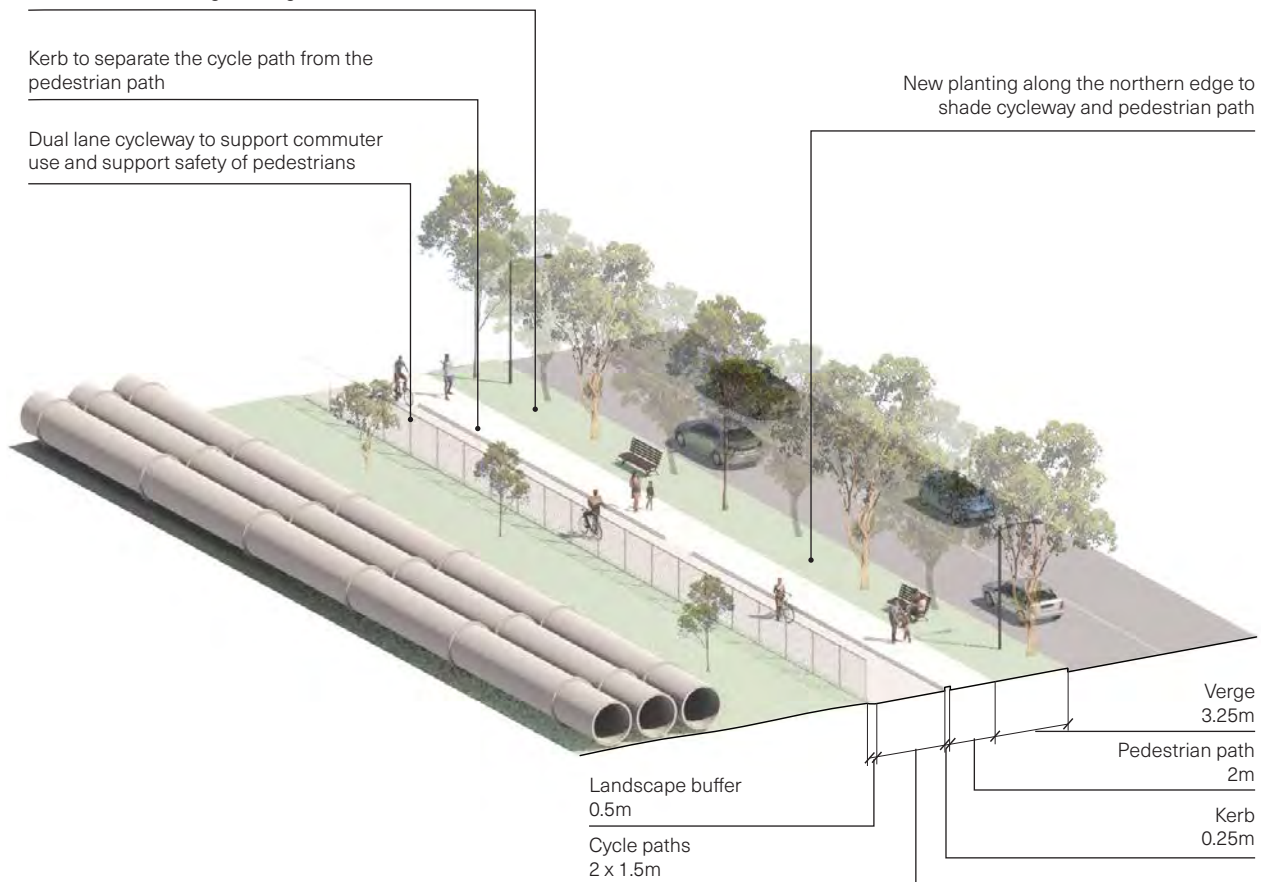 Kerb to separate the cycle path from the
pedestrian path
Dual lane cycleway to support commuter
use and support safety of pedestrians
New planting along the northern edge to
shade cycleway and pedestrian path
Verge
3.25m
Pedestrian path
2m
Kerb
0.25m
Landscape buffer
0.5m
Cycle paths
2 x 1.5m